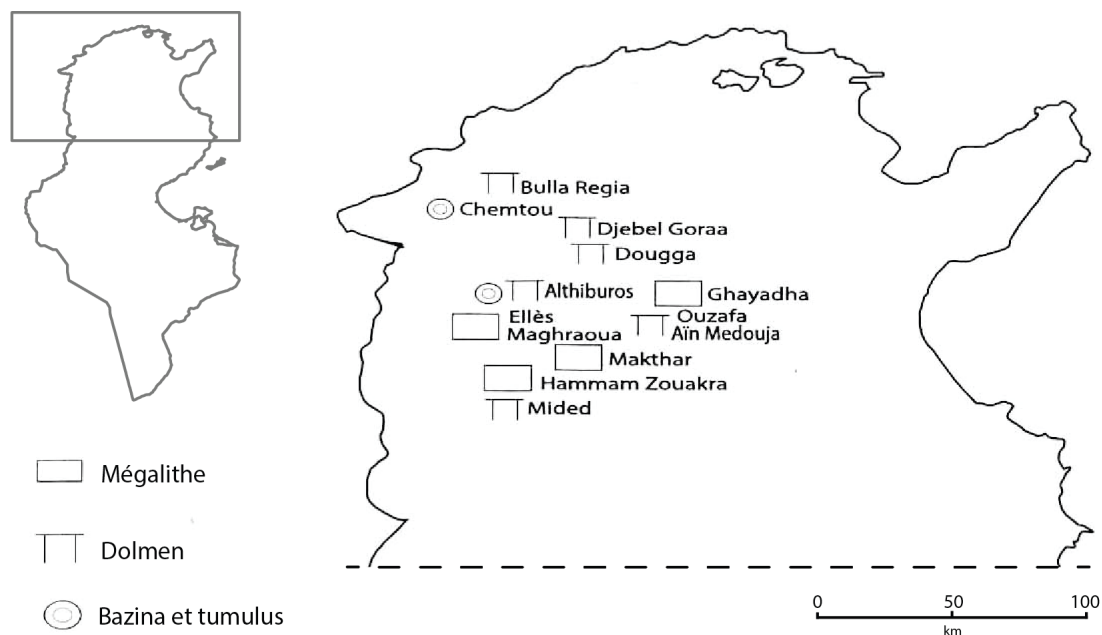 Bulla Regia
Chemtou
Djebel Goraa
Dougga
Althiburos
Ghayadha
Ellès
Maghraoua
Ouzafa
Aïn Medouja
Makthar
Hammam Zouakra
Mided
Mégalithe
Dolmen
Bazina et tumulus
0 50 100
km